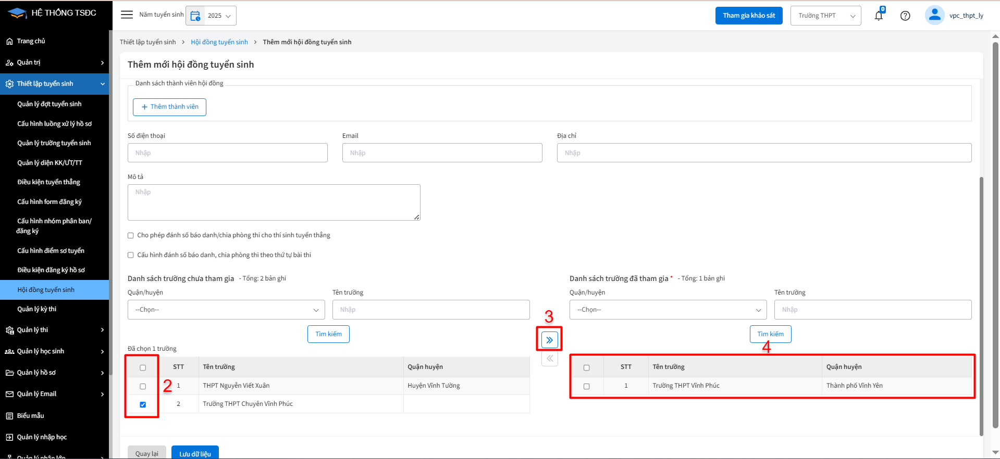 HỆ THỐNG TSĐC
Năm tuyển sinh
2025
Tham gia khảo sát
Trường THPT
0
vpc_thpt_ly
Trang chủ
Quản trị
Thiết lập tuyển sinh
Quản lý đợt tuyển sinh
Cấu hình luồng xử lý hồ sơ
Quản lý trường tuyển sinh
Quản lý diện KK/ƯT/TT
Điều kiện tuyển thẳng
Cấu hình form đăng ký
Cấu hình nhóm phân ban/
đăng ký
Cấu hình điểm sơ tuyển
Điều kiện đăng ký hồ sơ
Hội đồng tuyển sinh
Quản lý kỳ thi
Quản lý thi
Quản lý học sinh
Quản lý hồ sơ
Quản lý Email
Biểu mẫu
Quản lý nhập học
Quản lý phân lớp
Thiết lập tuyển sinh > Hội đồng tuyển sinh > Thêm mới hội đồng tuyển sinh
Thêm mới hội đồng tuyển sinh
Danh sách thành viên hội đồng
+ Thêm thành viên
Số điện thoại
Email
Địa chỉ
Nhập
Nhập
Nhập
Mô tả
Nhập
Cho phép đánh số báo danh/chia phòng thi cho thí sinh tuyển thẳng
Cấu hình đánh số báo danh, chia phòng thi theo thứ tự bài thi
Danh sách trường chưa tham gia - Tổng: 2 bản ghi
Quận/huyện
Tên trường
--Chọn--
Nhập
Tìm kiếm
Đã chọn 1 trường
STT Tên trường Quận huyện
1 THPT Nguyễn Viết Xuân Huyện Vĩnh Tường
2 Trường THPT Chuyên Vĩnh Phúc
2
3
Danh sách trường đã tham gia * - Tổng: 1 bản ghi
Quận/huyện
Tên trường
--Chọn--
Nhập
Tìm kiếm
4
STT Tên trường Quận huyện
1 Trường THPT Vĩnh Phúc Thành phố Vĩnh Yên
Quay lại
Lưu dữ liệu